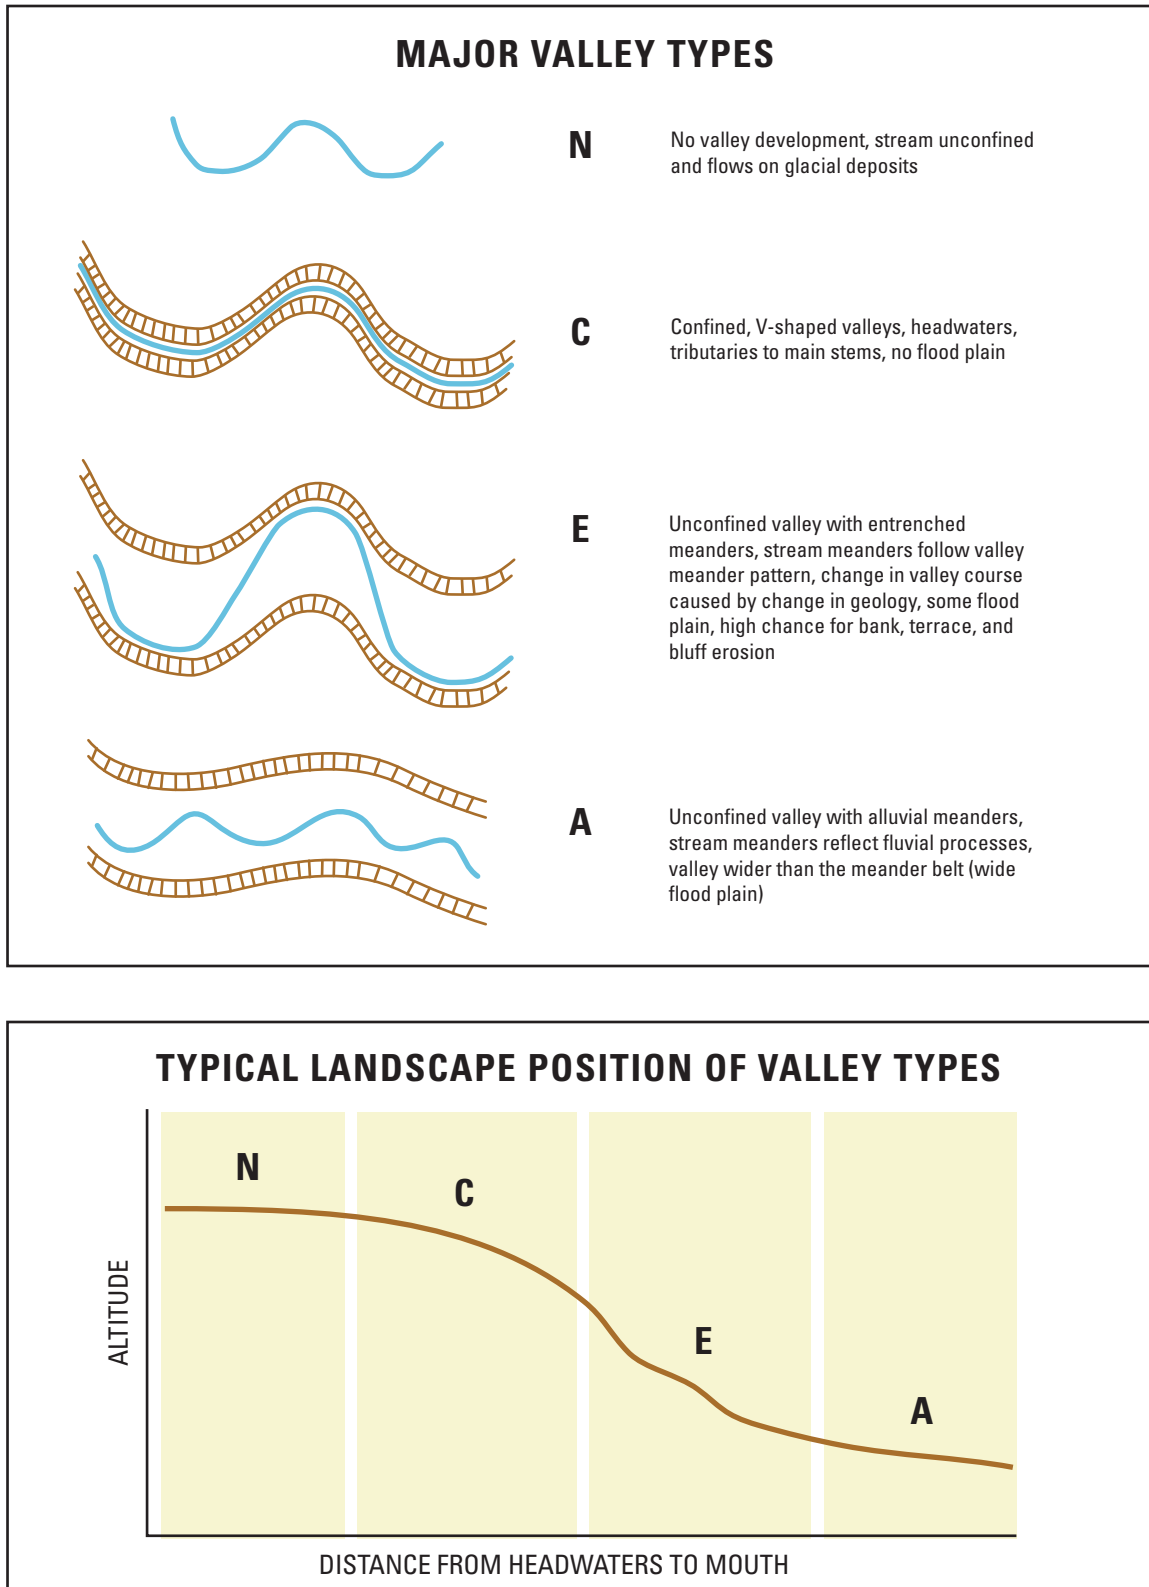 MAJOR VALLEY TYPES
N
No valley development, stream unconfined
and flows on glacial deposits
C
Confined, V-shaped valleys, headwaters,
tributaries to main stems, no flood plain
E
Unconfined valley with entrenched
meanders, stream meanders follow valley
meander pattern, change in valley course
caused by change in geology, some flood
plain, high chance for bank, terrace, and
bluff erosion
A
Unconfined valley with alluvial meanders,
stream meanders reflect fluvial processes,
valley wider than the meander belt (wide
flood plain)
TYPICAL LANDSCAPE POSITION OF VALLEY TYPES
N
C
E
A
ALTITUDE
DISTANCE FROM HEADWATERS TO MOUTH